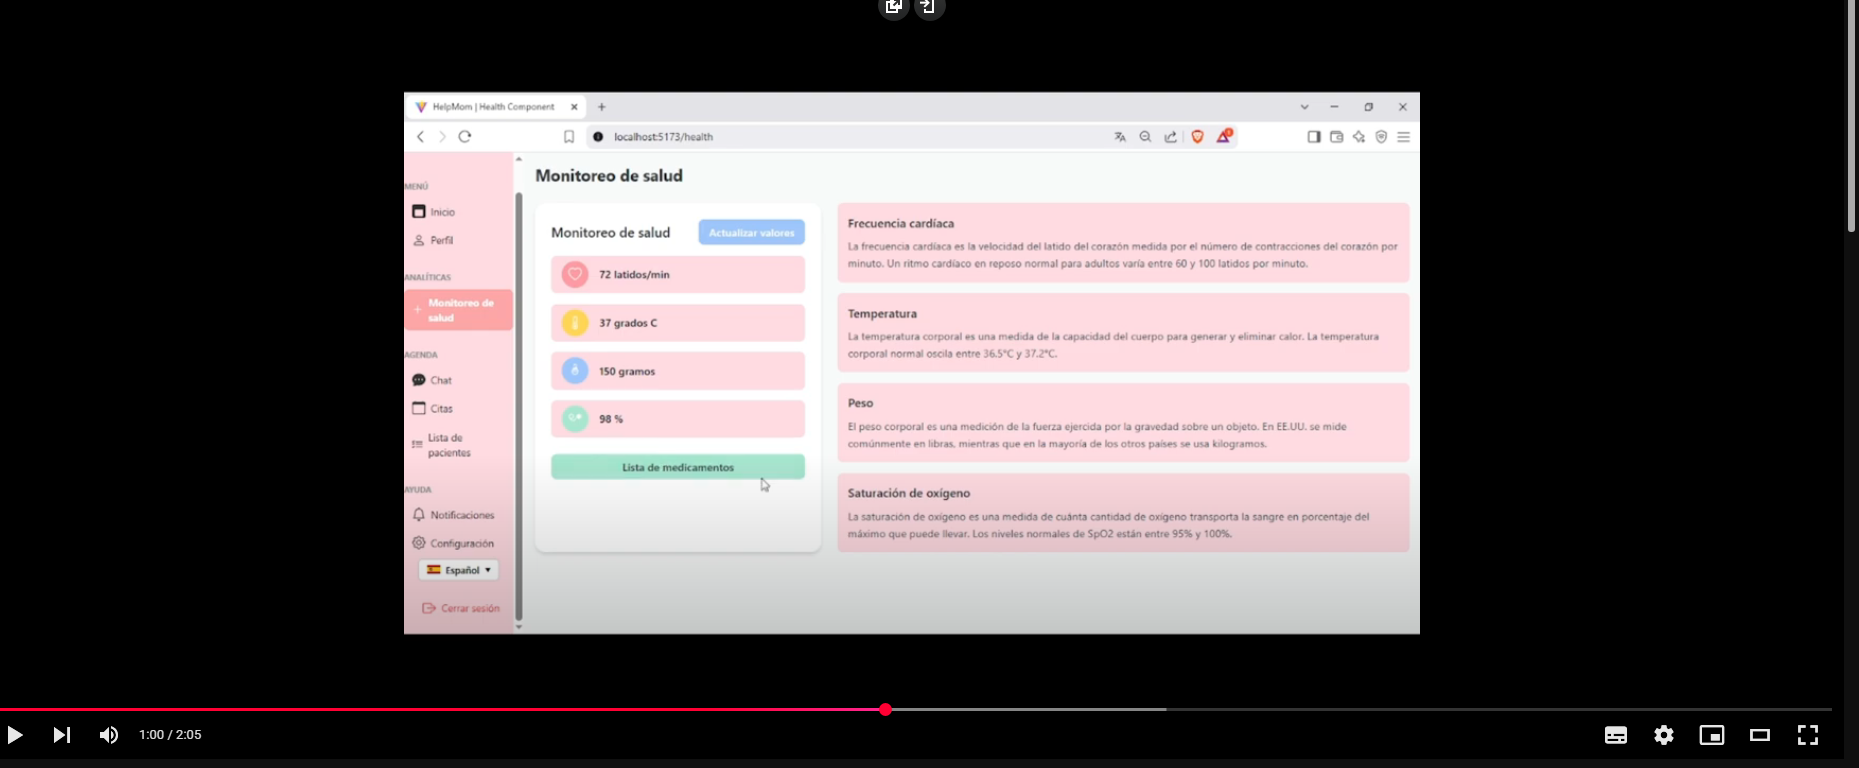 HelpMom | Health Component
localhost:5173/health
MENÚ
Inicio
Perfil
ANALÍTICAS
Monitoreo de
salud
AGENDA
Chat
Citas
Lista de
pacientes
AYUDA
Notificaciones
Configuración
Español
Cerrar sesión
Monitoreo de salud
Monitoreo de salud
Actualizar valores
72 latidos/min
37 grados C
150 gramos
98 %
Lista de medicamentos
Frecuencia cardíaca
La frecuencia cardíaca es la velocidad del latido del corazón medida por el número de contracciones del corazón por
minuto. Un ritmo cardíaco en reposo normal para adultos varía entre 60 y 100 latidos por minuto.
Temperatura
La temperatura corporal es una medida de la capacidad del cuerpo para generar y eliminar calor. La temperatura
corporal normal oscila entre 36.5°C y 37.2°C.
Peso
El peso corporal es una medición de la fuerza ejercida por la gravedad sobre un objeto. En EE.UU. se mide
comúnmente en libras, mientras que en la mayoría de los otros países se usa kilogramos.
Saturación de oxígeno
La saturación de oxígeno es una medida de cuánta cantidad de oxígeno transporta la sangre en porcentaje del
máximo que puede llevar. Los niveles normales de SpO2 están entre 95% y 100%.
1:00 / 2:05